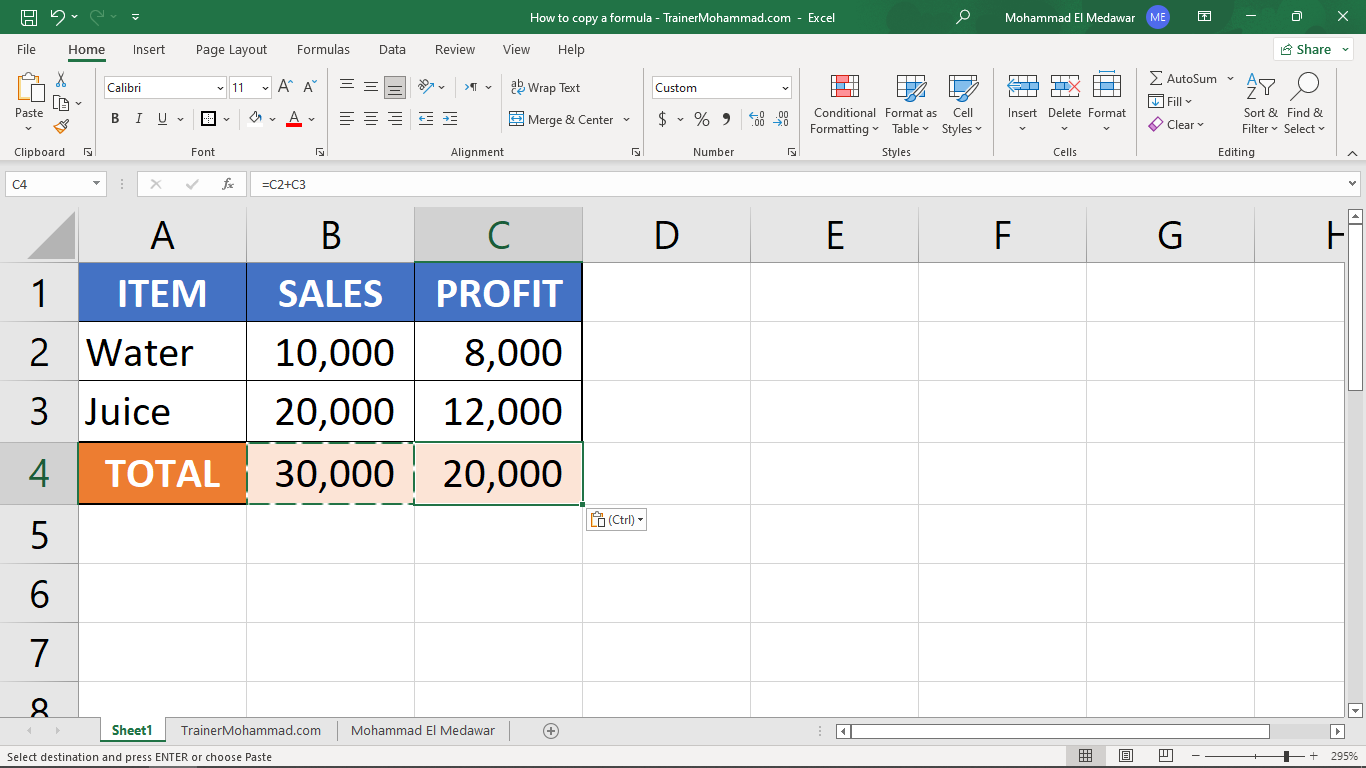 How to copy a formula - TrainerMohammad.com - Excel
Mohammad El Medawar ME
File Home Insert Page Layout Formulas Data Review View Help Share
Paste
Calibri 11 A A
B I U A
ab Wrap Text
Merge & Center
Custom
$ % 9 .00 .00
Conditional Formatting
Format as Table
Cell Styles
Insert Delete Format
AutoSum
Fill
Clear
Sort & Filter
Find & Select
Clipboard Font Alignment Number Styles Cells Editing
C4 fx =C2+C3
A B C D E F G H
1 ITEM SALES PROFIT
2 Water 10,000 8,000
3 Juice 20,000 12,000
4 TOTAL 30,000 20,000
(Ctrl)
5
6
7
8
Sheet1 TrainerMohammad.com Mohammad El Medawar
Select destination and press ENTER or choose Paste 295%